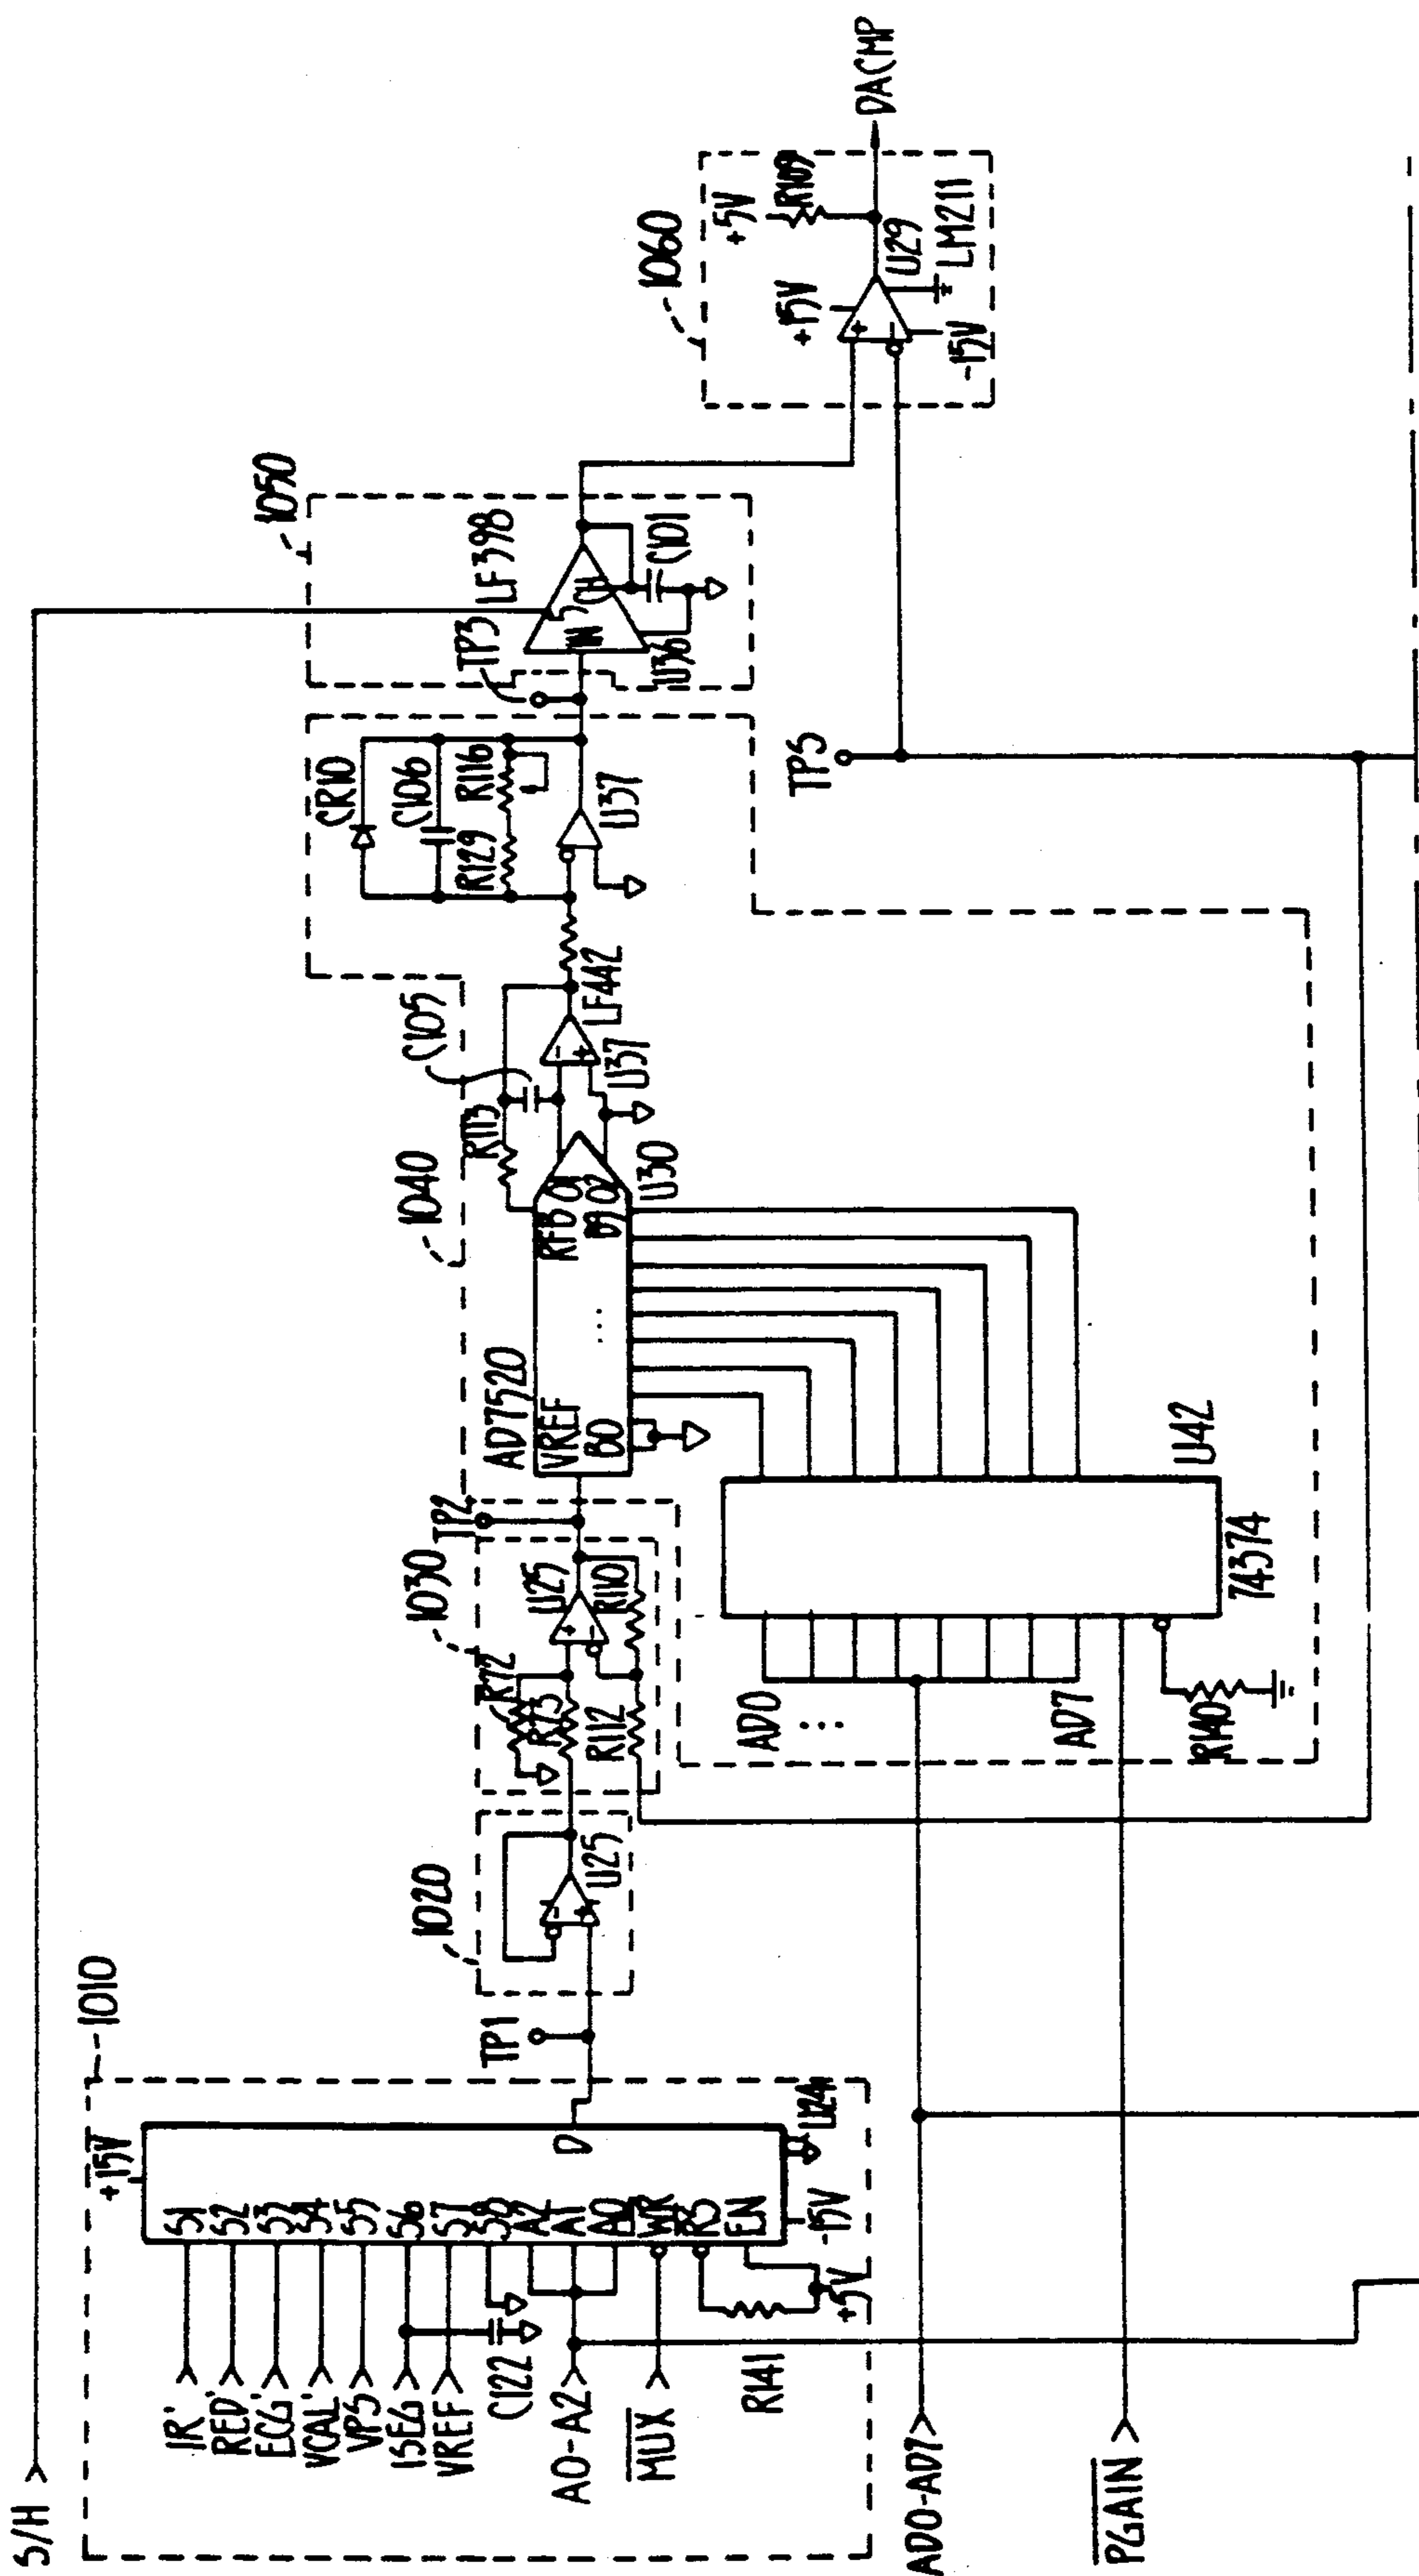 S/H
1010
+15V
IR'
RED'
ECG'
VCAL'
VPS
ISEG
VREF
S1
S2
S3
S4
S5
S6
S7
S8
A2
A1
A0
WR
RS
EN
D
C122
A0-A2
MUX
R141
+5V
-15V
U24
TP1
1020
U25
1030
R72
R73
R112
U25
R110
TP2
1040
AD7520
VREF
B0
...
RFB
O1
O2
B9
U30
R113
C105
U37
LF442
CR10
C106
R129
R116
U37
TP3
1050
LF398
IN
CH
C101
U36
1060
+5V
R109
+15V
U29
LM211
-15V
DACMP
TP5
AD0
...
AD7
R140
74374
U42
AD0-AD7
PGAIN